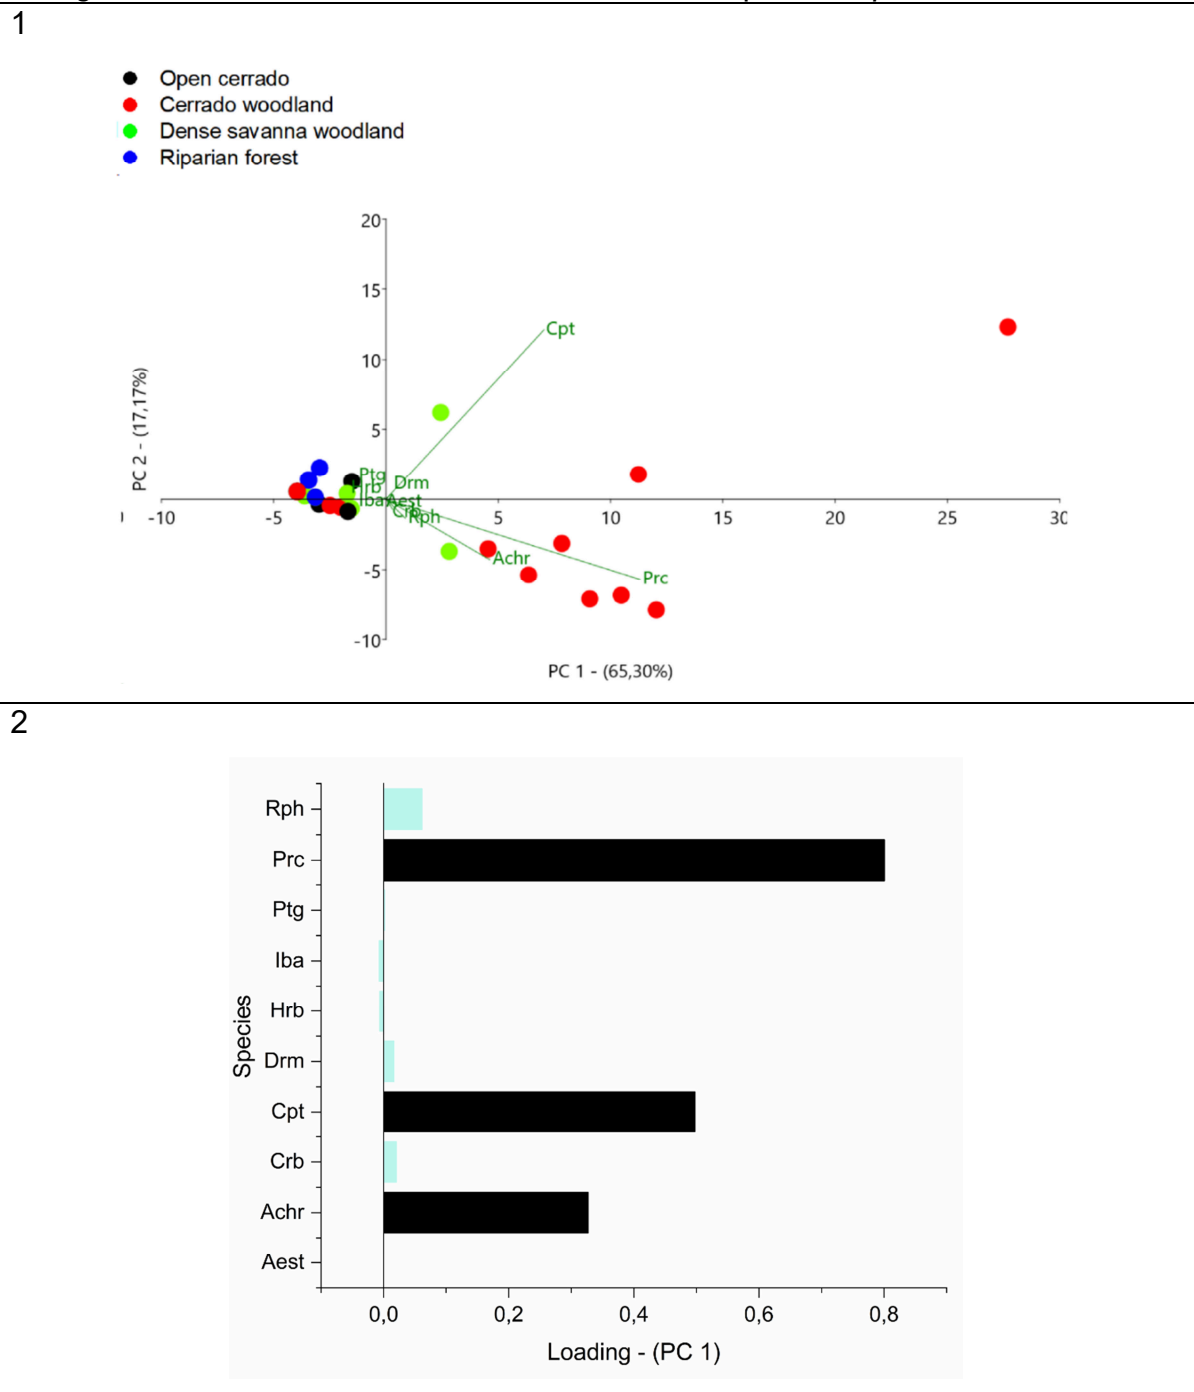 1
Open cerrado
Cerrado woodland
Dense savanna woodland
Riparian forest
20
15
10
5
-5
-10
PC 2 - (17,17%)
-10
-5
5
10
15
20
25
Cpt
Ptg
Drm
Aest
Iba
Rph
Achr
Prc
PC 1 - (65,30%)
2
Species
Rph
Prc
Ptg
Iba
Hrb
Drm
Cpt
Crb
Achr
Aest
0,0
0,2
0,4
0,6
0,8
Loading - (PC 1)